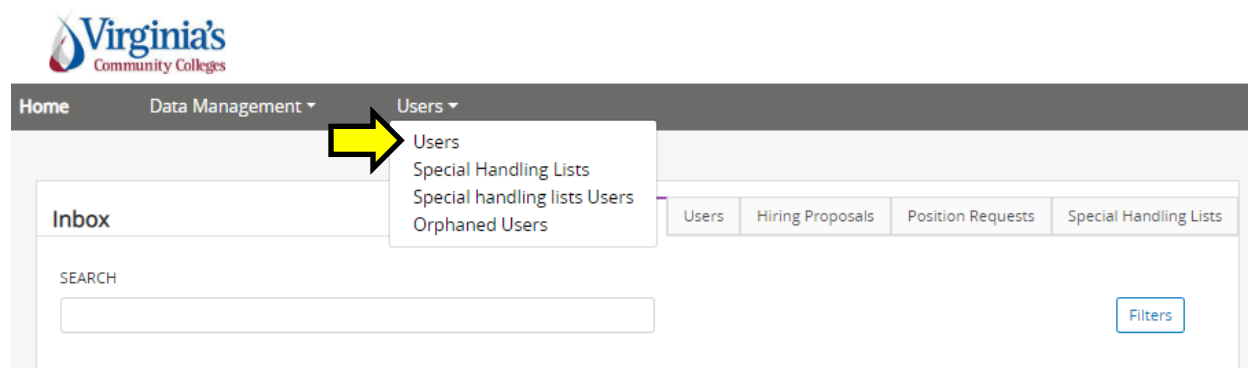 Virginia's
Community Colleges
Home Data Management Users
Users
Special Handling Lists
Special handling lists Users
Orphaned Users
Inbox Users Hiring Proposals Position Requests Special Handling Lists
SEARCH
Filters